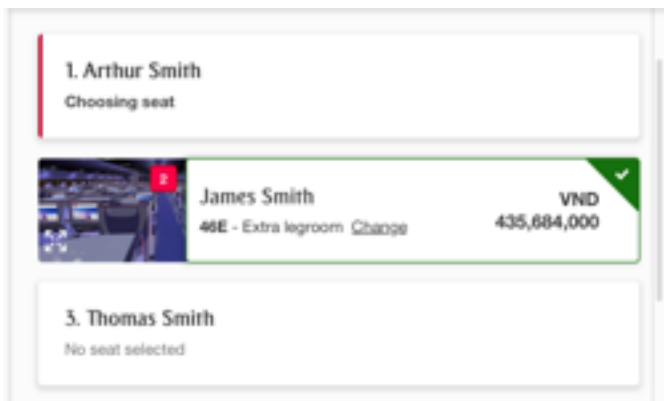 1. Arthur Smith
Choosing seat
2
James Smith
46E - Extra legroom Change
VND
435,684,000
3. Thomas Smith
No seat selected